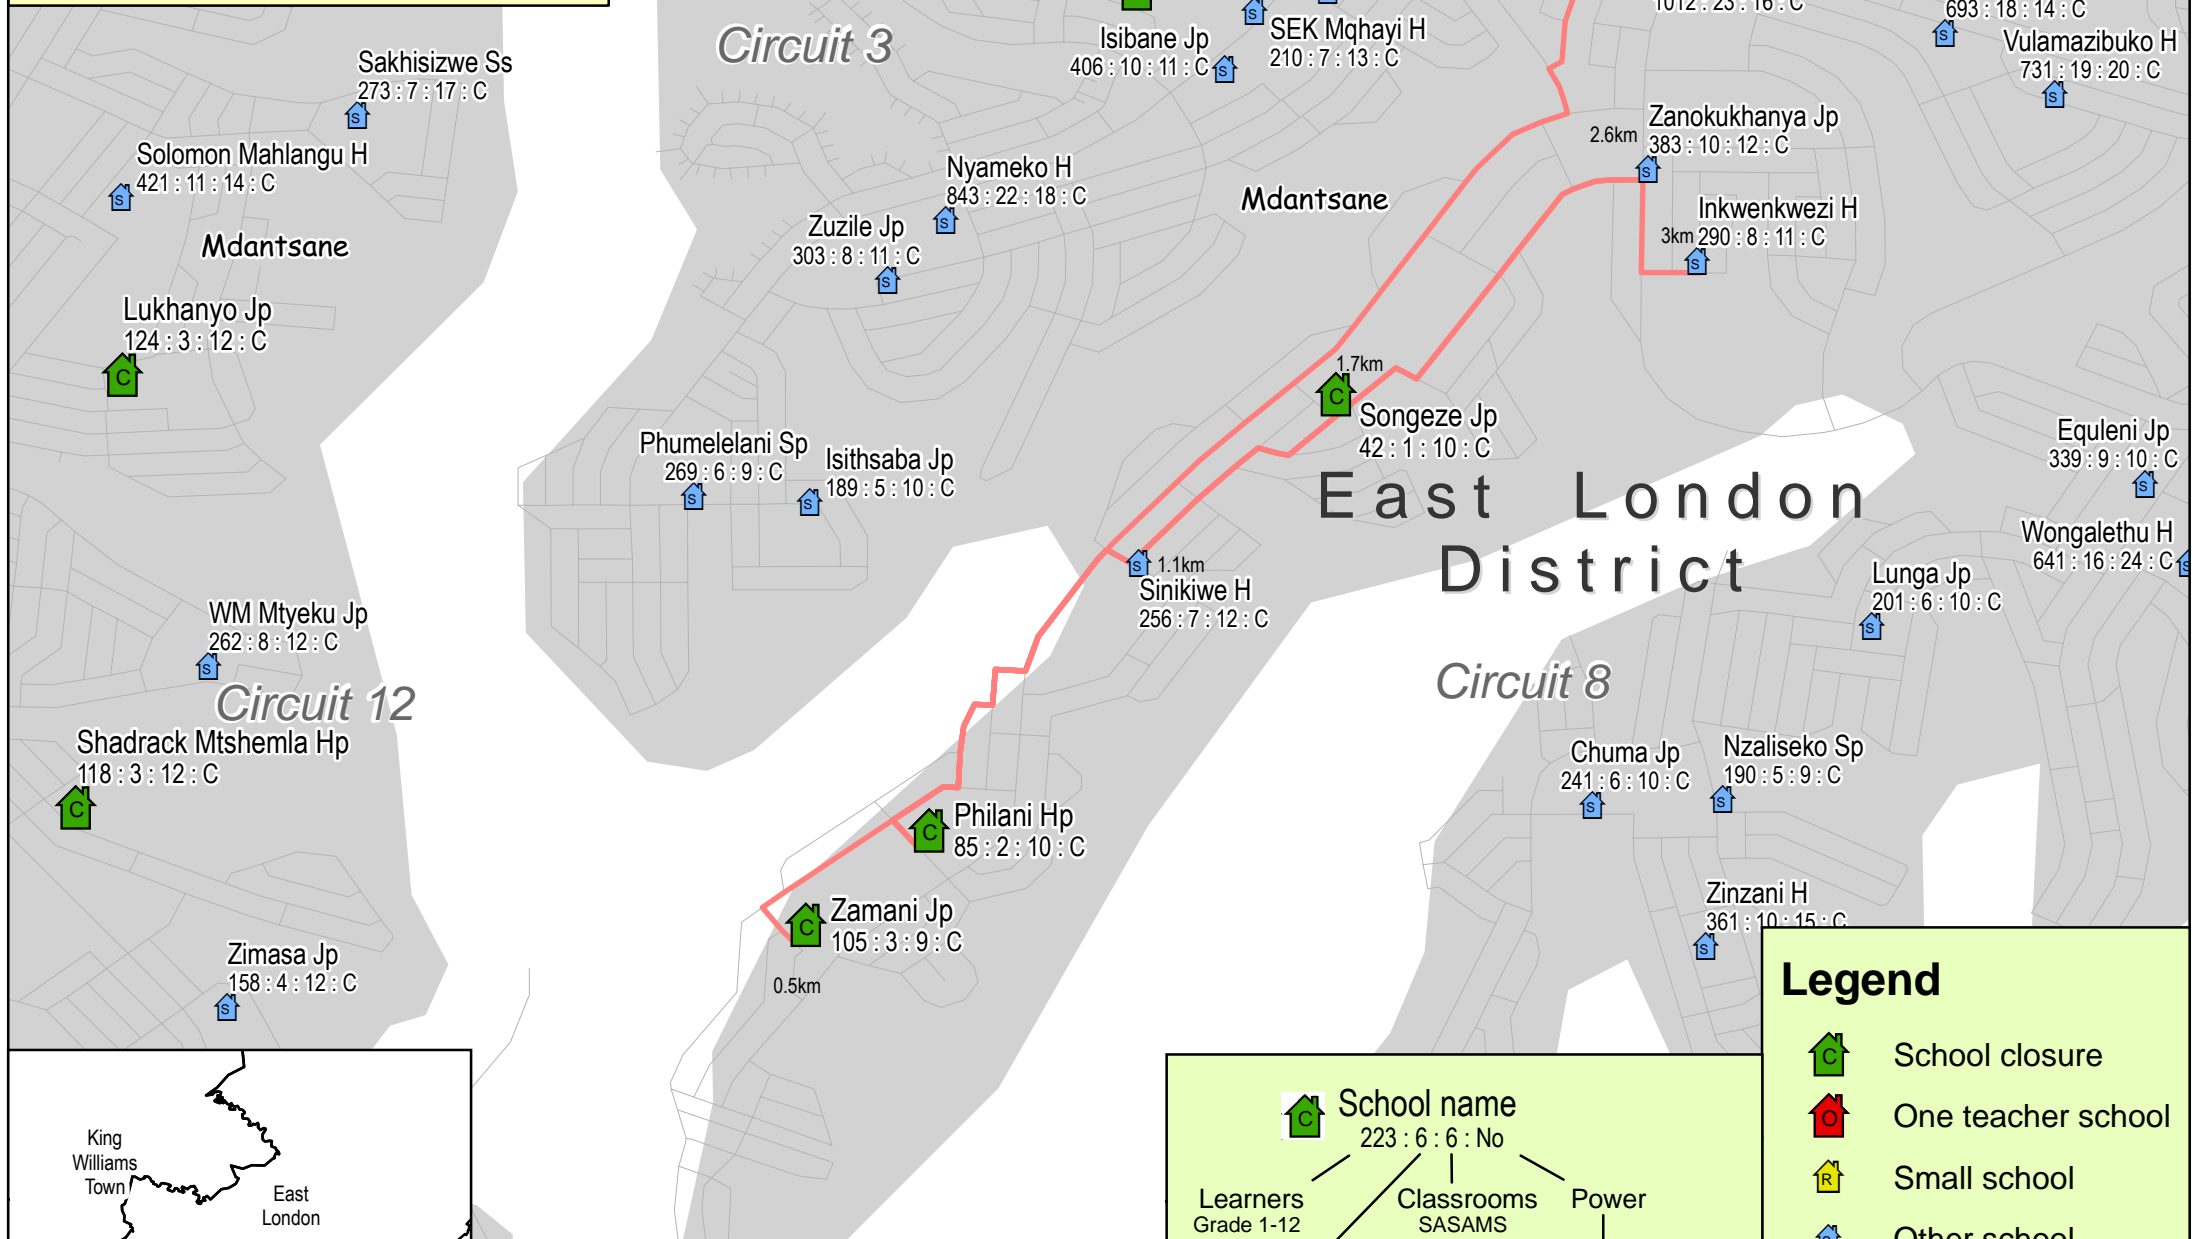 Circuit 3
Isibane Jp
406 : 10 : 11 : C
SEK Mqhayi H
210 : 7 : 13 : C
1012 : 23 : 16 : C
693 : 18 : 14 : C
Vulamazibuko H
731 : 19 : 20 : C
Sakhisizwe Ss
273 : 7 : 17 : C
Solomon Mahlangu H
421 : 11 : 14 : C
Mdantsane
Nyameko H
843 : 22 : 18 : C
Zuzile Jp
303 : 8 : 11 : C
Mdantsane
2.6km
Zanokukhanya Jp
383 : 10 : 12 : C
Inkwenkwezi H
3km
290 : 8 : 11 : C
Lukhanyo Jp
124 : 3 : 12 : C
C
1.7km
C
Songeze Jp
42 : 1 : 10 : C
Phumelelani Sp
269 : 6 : 9 : C
Isithsaba Jp
189 : 5 : 10 : C
Equleni Jp
339 : 9 : 10 : C
East London
District
Wongalethu H
641 : 16 : 24 : C
1.1km
Sinikiwe H
256 : 7 : 12 : C
Lunga Jp
201 : 6 : 10 : C
WM Mtyeku Jp
262 : 8 : 12 : C
Circuit 12
Circuit 8
Shadrack Mtshemla Hp
118 : 3 : 12 : C
C
Chuma Jp
241 : 6 : 10 : C
Nzaliseko Sp
190 : 5 : 9 : C
C
Philani Hp
85 : 2 : 10 : C
C
Zamani Jp
105 : 3 : 9 : C
0.5km
Zinzani H
361 : 10 : 15 : C
Zimasa Jp
158 : 4 : 12 : C
King
Williams
Town
East
London
C
School name
223 : 6 : 6 : No
Learners
Grade 1-12
Classrooms
SASAMS
Power
Legend
C
School closure
O
One teacher school
R
Small school
Other school